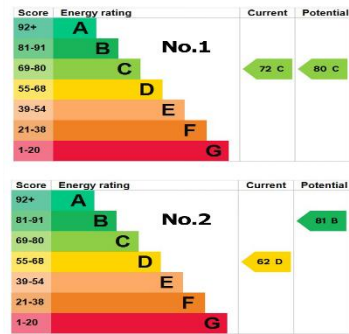 Score Energy rating Current Potential
92+ A
81-91 B No.1
69-80 C 72 C 80 C
55-68 D
39-54 E
21-38 F
1-20 G
Score Energy rating Current Potential
92+ A
81-91 B No.2 81 B
69-80 C
55-68 D 62 D
39-54 E
21-38 F
1-20 G